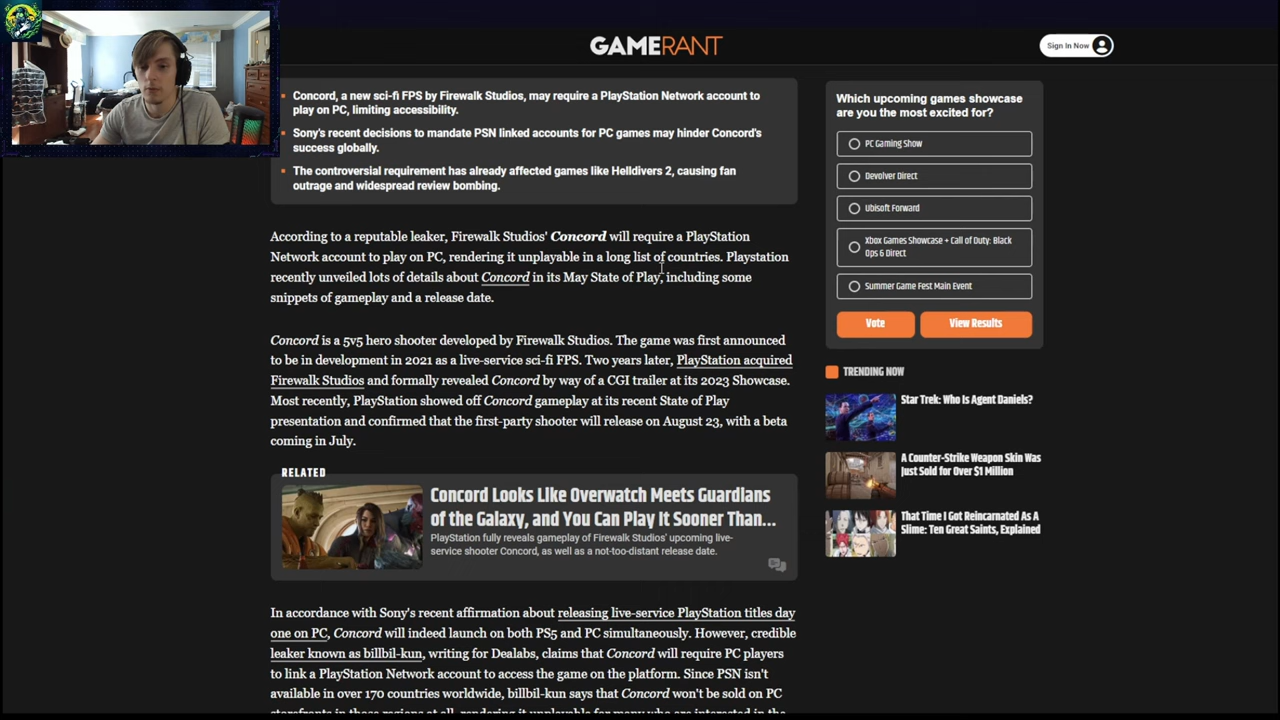 GAMERANT
Sign In Now
Concord, a new sci-fi FPS by Firewalk Studios, may require a PlayStation Network account to
play on PC, limiting accessibility.
Sony's recent decisions to mandate PSN linked accounts for PC games may hinder Concord's
success globally.
The controversial requirement has already affected games like Helldivers 2, causing fan
outrage and widespread review bombing.
According to a reputable leaker, Firewalk Studios' Concord will require a PlayStation
Network account to play on PC, rendering it unplayable in a long list of countries. Playstation
recently unveiled lots of details about Concord in its May State of Play, including some
snippets of gameplay and a release date.
Concord is a 5v5 hero shooter developed by Firewalk Studios. The game was first announced
to be in development in 2021 as a live-service sci-fi FPS. Two years later, PlayStation acquired
Firewalk Studios and formally revealed Concord by way of a CGI trailer at its 2023 Showcase.
Most recently, PlayStation showed off Concord gameplay at its recent State of Play
presentation and confirmed that the first-party shooter will release on August 23, with a beta
coming in July.
RELATED
Concord Looks Like Overwatch Meets Guardians
of the Galaxy, and You Can Play It Sooner Than...
PlayStation fully reveals gameplay of Firewalk Studios' upcoming live-
service shooter Concord, as well as a not-too-distant release date.
In accordance with Sony's recent affirmation about releasing live-service PlayStation titles day
one on PC, Concord will indeed launch on both PS5 and PC simultaneously. However, credible
leaker known as billbil-kun, writing for Dealabs, claims that Concord will require PC players
to link a PlayStation Network account to access the game on the platform. Since PSN isn't
available in over 170 countries worldwide, billbil-kun says that Concord won't be sold on PC
storefronts in those regions at all, rendering it unplayable for many who are interested in the
Which upcoming games showcase
are you the most excited for?
PC Gaming Show
Devolver Direct
Ubisoft Forward
Xbox Games Showcase + Call of Duty: Black
Ops 6 Direct
Summer Game Fest Main Event
Vote
View Results
TRENDING NOW
Star Trek: Who Is Agent Daniels?
A Counter-Strike Weapon Skin Was
Just Sold for Over $1 Million
That Time I Got Reincarnated As A
Slime: Ten Great Saints, Explained